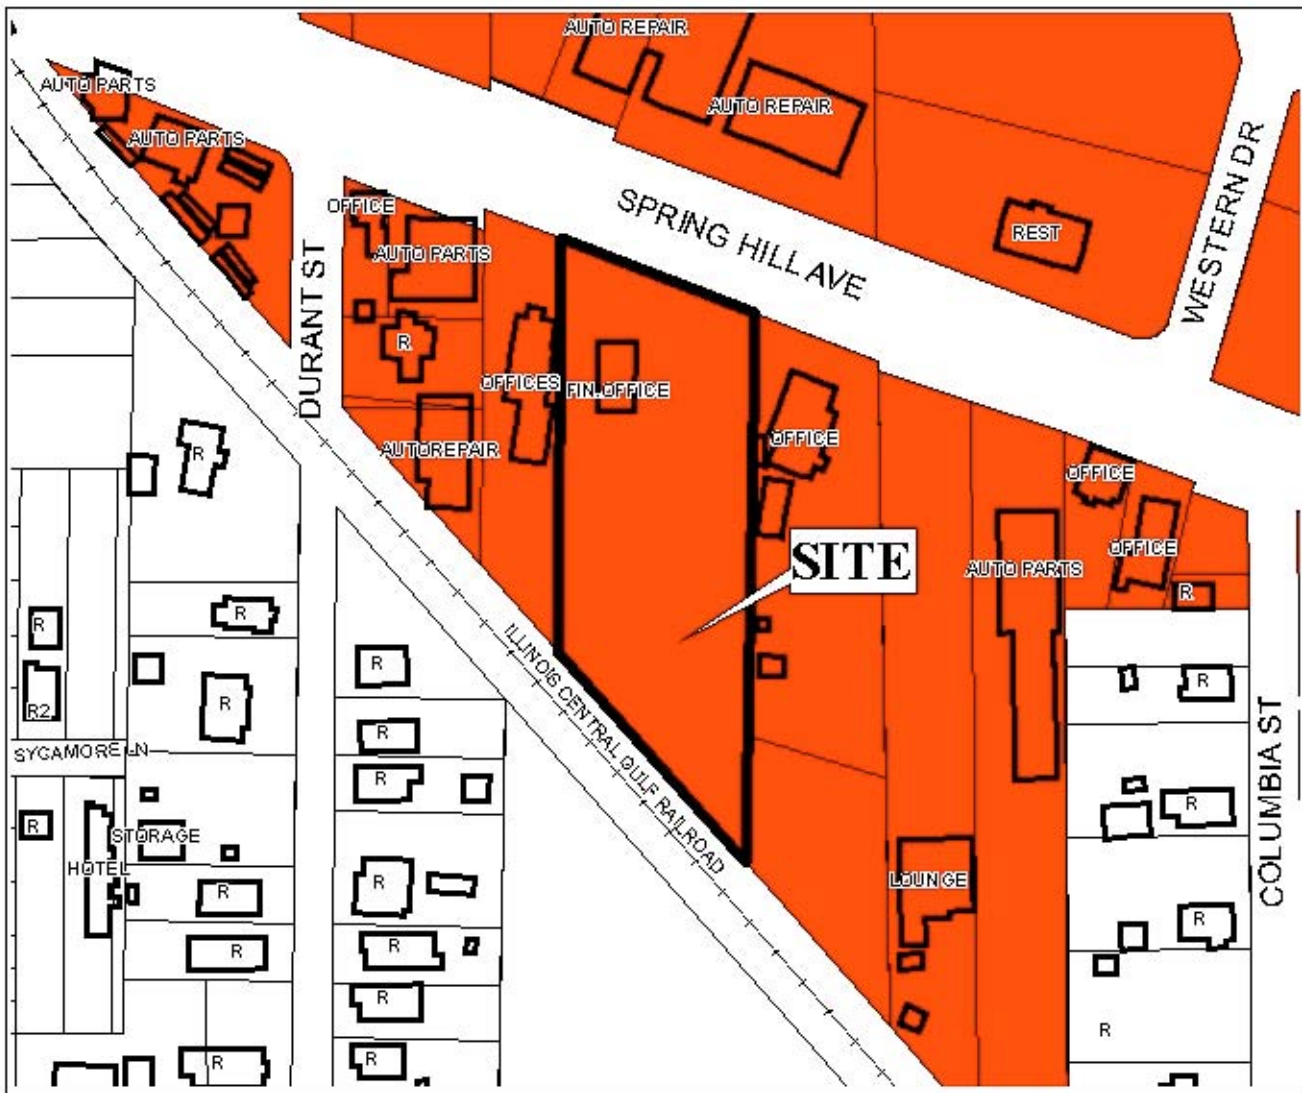 AUTO REPAIR
AUTO PARTS
AUTO REPAIR
AUTO PARTS
WESTERN DR
OFFICE
SPRING HILL AVE
REST
AUTO PARTS
DURANT ST
R
OFFICES
FIN.OFFICE
OFFICE
AUTOREPAIR
R
OFFICE
OFFICE
SITE
AUTO PARTS
R
R
R
R
R
ILLINOIS CENTRAL GULF RAILROAD
R
R2
R
R
SYCAMORE LN
COLUMBIA ST
R
R
R
STORAGE
HOTEL
R
R
LOUNGE
R
R
R
R
R
R
R